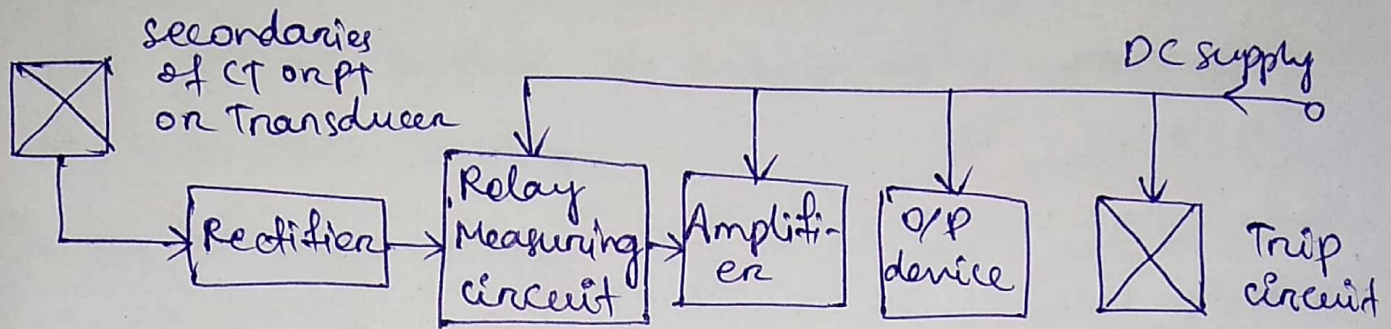 secondaries
of CT or PT
or Transducer
DC supply
Rectifier
Relay
Measuring
circuit
Amplifi-
er
O/P
device
Trip
circuit